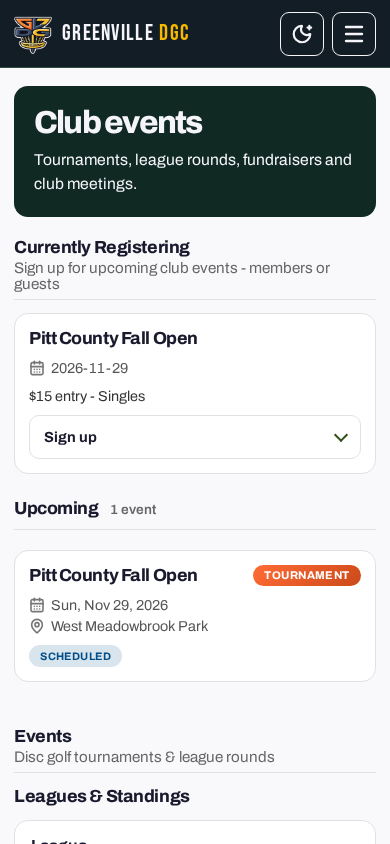 GREENVILLE DGC
Club events
Tournaments, league rounds, fundraisers and
club meetings.
Currently Registering
Sign up for upcoming club events - members or
guests
Pitt County Fall Open
2026-11-29
$15 entry - Singles
Sign up
Upcoming 1 event
Pitt County Fall Open TOURNAMENT
Sun, Nov 29, 2026
West Meadowbrook Park
SCHEDULED
Events
Disc golf tournaments & league rounds
Leagues & Standings
League